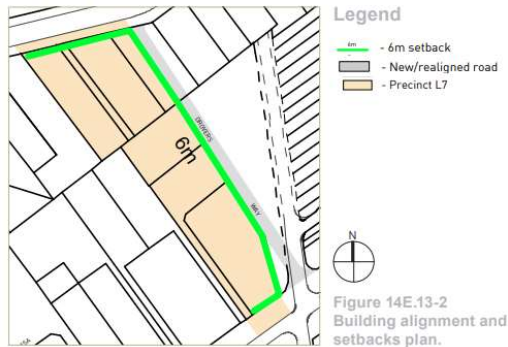 Legend
6m
- 6m setback
- New/realigned road
- Precinct L7
DROVERS
WAY
6m
N
Figure 14E.13-2
Building alignment and
setbacks plan.